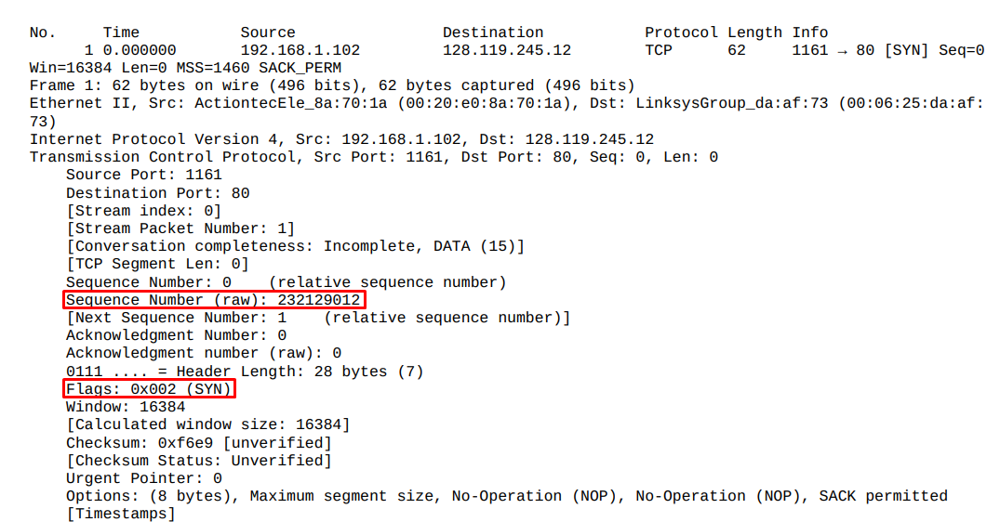 No. Time Source Destination Protocol Length Info
1 0.000000 192.168.1.102 128.119.245.12 TCP 62 1161 → 80 [SYN] Seq=0
Win=16384 Len=0 MSS=1460 SACK_PERM
Frame 1: 62 bytes on wire (496 bits), 62 bytes captured (496 bits)
Ethernet II, Src: ActiontecEle_8a:70:1a (00:20:e0:8a:70:1a), Dst: LinksysGroup_da:af:73 (00:06:25:da:af:
73)
Internet Protocol Version 4, Src: 192.168.1.102, Dst: 128.119.245.12
Transmission Control Protocol, Src Port: 1161, Dst Port: 80, Seq: 0, Len: 0
Source Port: 1161
Destination Port: 80
[Stream index: 0]
[Stream Packet Number: 1]
[Conversation completeness: Incomplete, DATA (15)]
[TCP Segment Len: 0]
Sequence Number: 0 (relative sequence number)
Sequence Number (raw): 232129012
[Next Sequence Number: 1 (relative sequence number)]
Acknowledgment Number: 0
Acknowledgment number (raw): 0
0111 .... = Header Length: 28 bytes (7)
Flags: 0x002 (SYN)
Window: 16384
[Calculated window size: 16384]
Checksum: 0xf6e9 [unverified]
[Checksum Status: Unverified]
Urgent Pointer: 0
Options: (8 bytes), Maximum segment size, No-Operation (NOP), No-Operation (NOP), SACK permitted
[Timestamps]